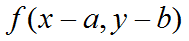 f(x − a, y − b)